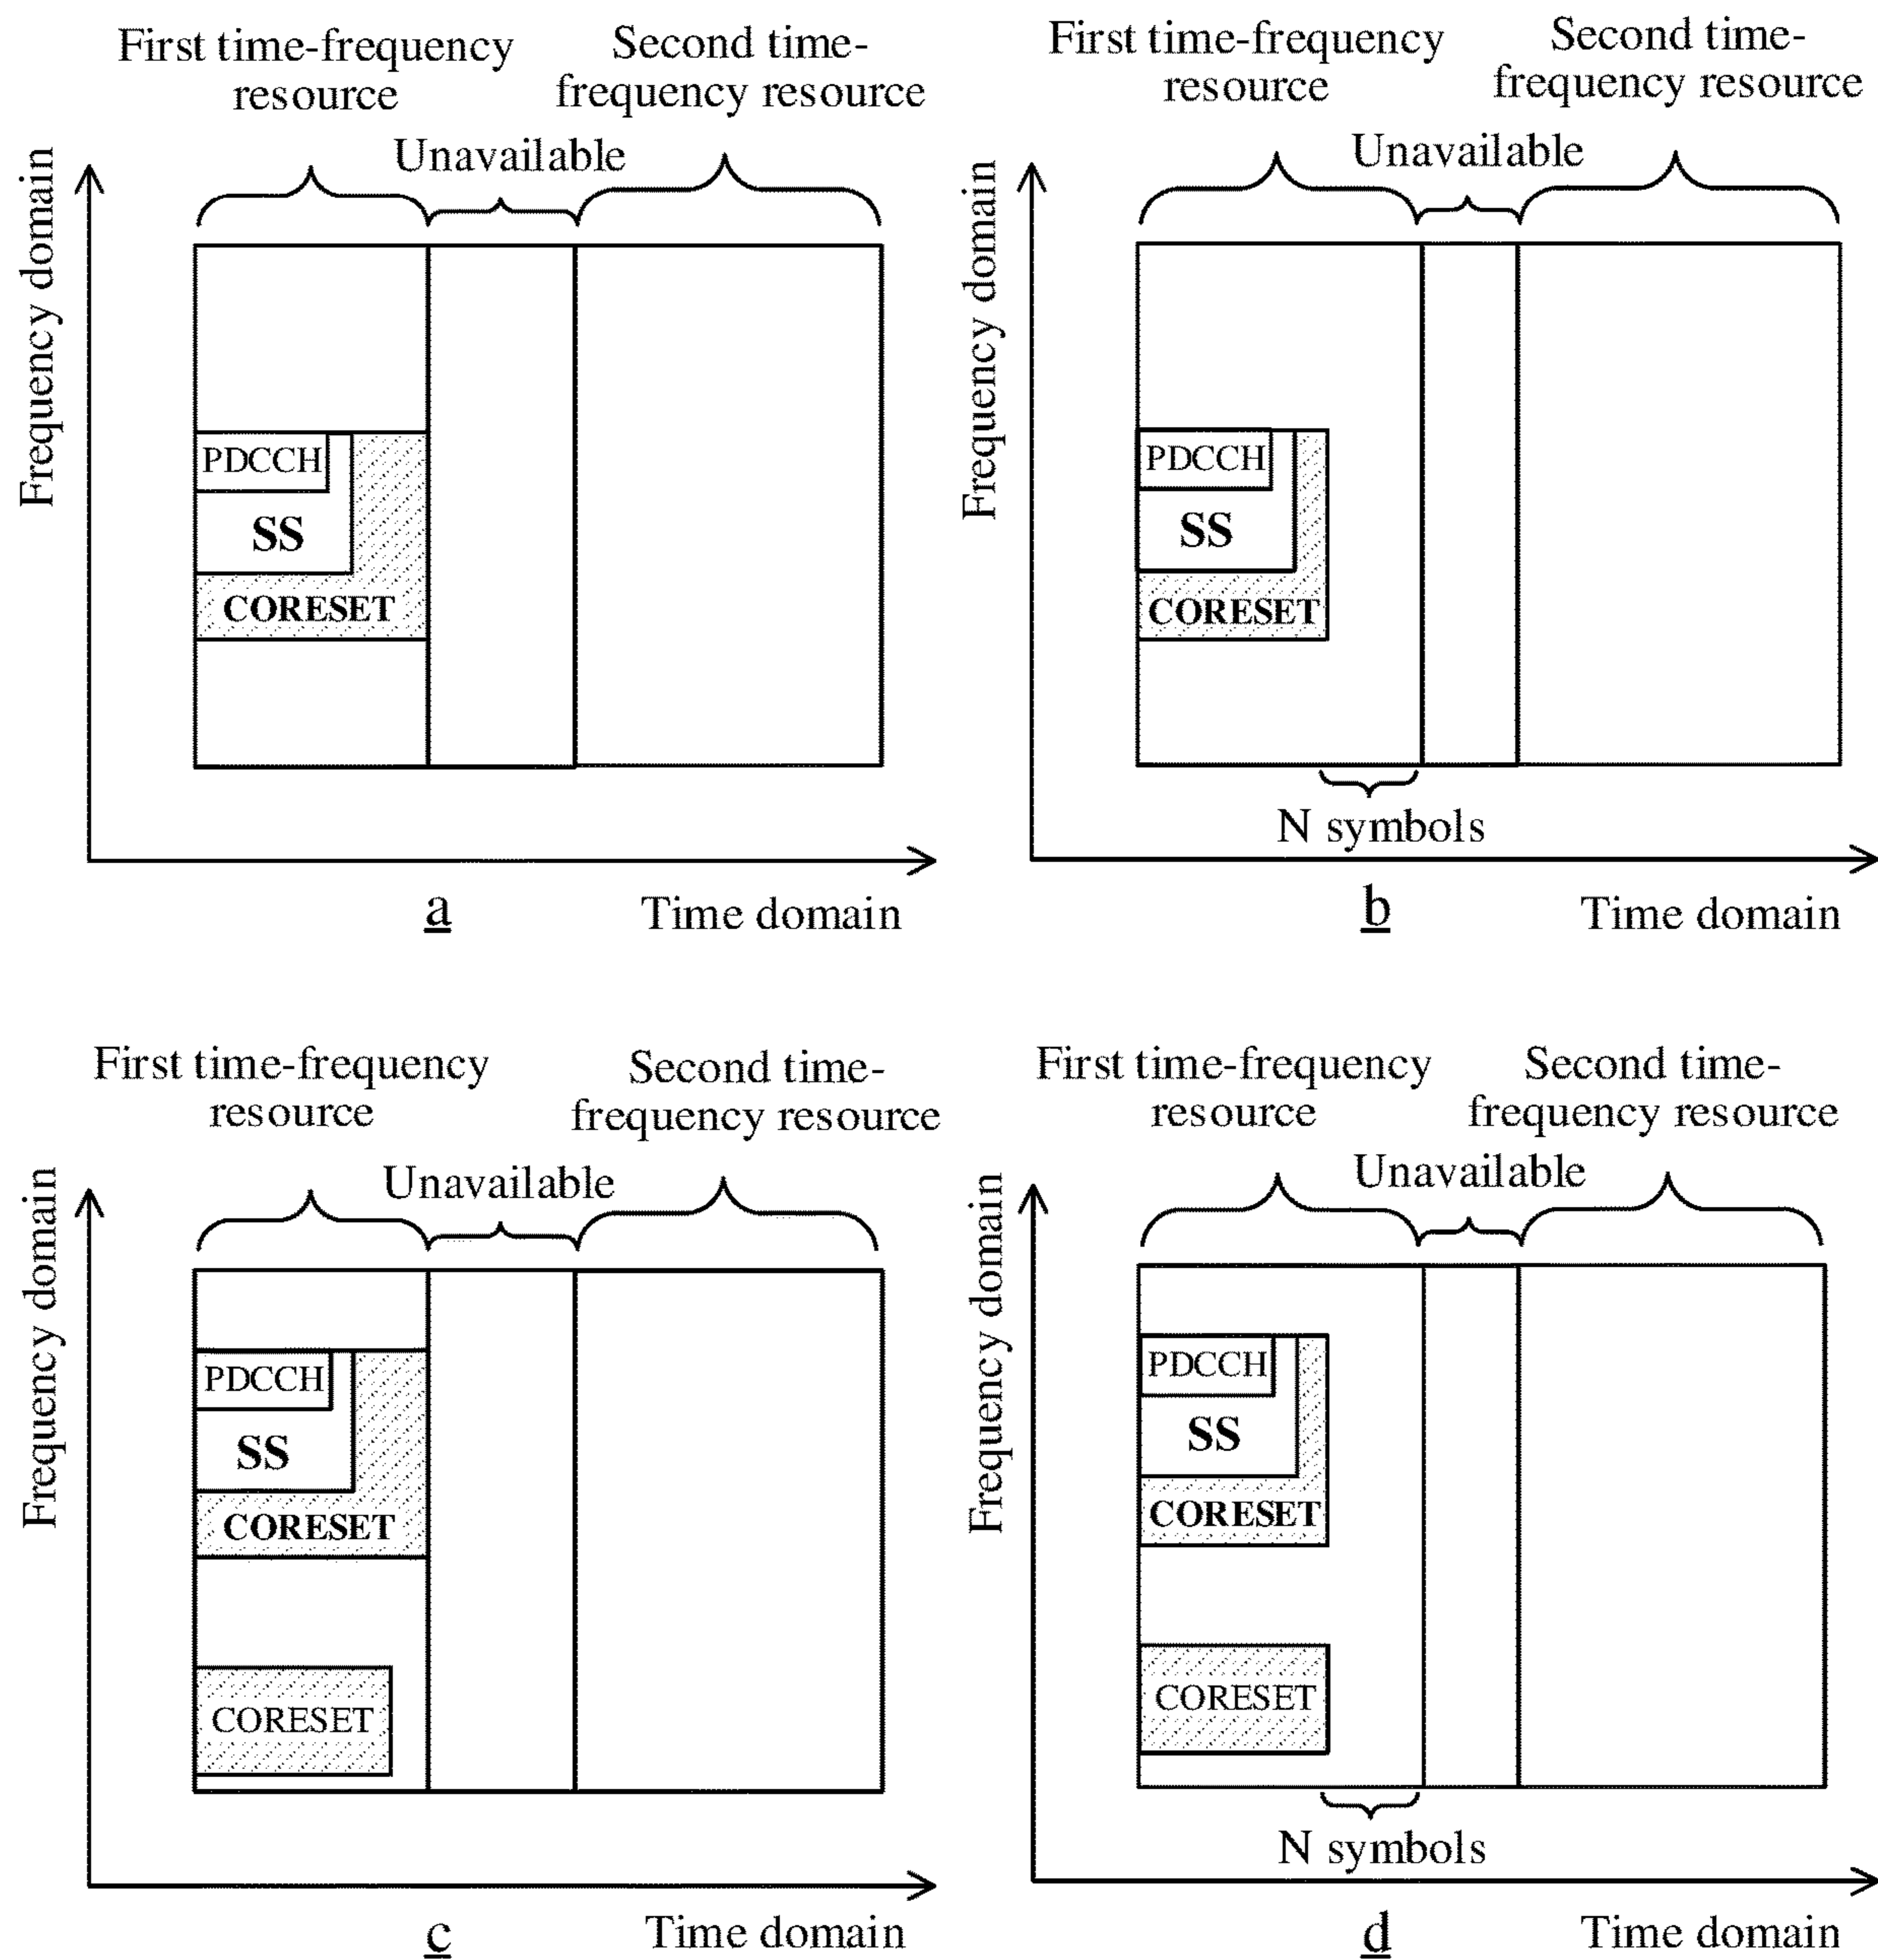 First time-frequency
resource
Second time-
frequency resource
Unavailable
Frequency domain
PDCCH
SS
CORESET
a
Time domain
First time-frequency
resource
Second time-
frequency resource
Unavailable
Frequency domain
PDCCH
SS
CORESET
N symbols
b
Time domain
First time-frequency
resource
Second time-
frequency resource
Unavailable
Frequency domain
PDCCH
SS
CORESET
CORESET
c
Time domain
First time-frequency
resource
Second time-
frequency resource
Unavailable
Frequency domain
PDCCH
SS
CORESET
CORESET
N symbols
d
Time domain